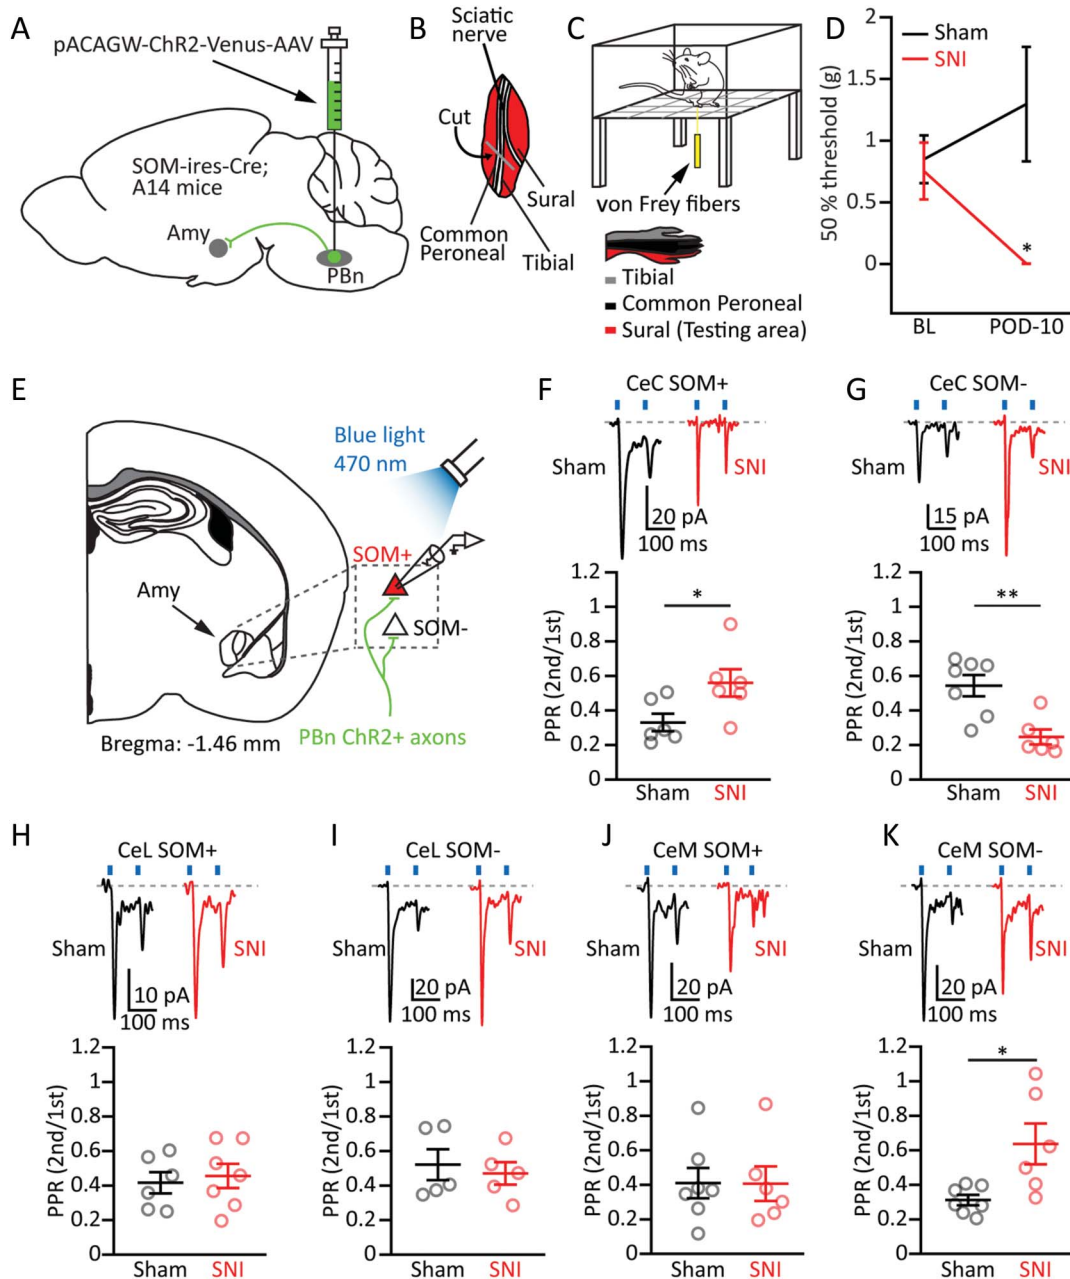 A
pACAGW-ChR2-Venus-AAV
SOM-ires-Cre;
A14 mice
Amy
PBn
B
Sciatic
nerve
Cut
Sural
Common
Peroneal
Tibial
C
von Frey fibers
Tibial
Common Peroneal
Sural (Testing area)
D
50 % threshold (g)
2
1.5
1
0.5
0
Sham
SNI
*
BL
POD-10
E
Blue light
470 nm
SOM+
SOM-
Amy
Bregma: -1.46 mm
PBn ChR2+ axons
F
CeC SOM+
Sham
SNI
20 pA
100 ms
PPR (2nd/1st)
1.2
1
0.8
0.6
0.4
0.2
0
*
Sham
SNI
G
CeC SOM-
Sham
SNI
15 pA
100 ms
PPR (2nd/1st)
1.2
1
0.8
0.6
0.4
0.2
0
**
Sham
SNI
H
CeL SOM+
Sham
SNI
10 pA
100 ms
PPR (2nd/1st)
1.2
1
0.8
0.6
0.4
0.2
0
Sham
SNI
I
CeL SOM-
Sham
SNI
20 pA
100 ms
PPR (2nd/1st)
1.2
1
0.8
0.6
0.4
0.2
0
Sham
SNI
J
CeM SOM+
Sham
SNI
20 pA
100 ms
PPR (2nd/1st)
1.2
1
0.8
0.6
0.4
0.2
0
Sham
SNI
K
CeM SOM-
Sham
SNI
20 pA
100 ms
PPR (2nd/1st)
1.2
1
0.8
0.6
0.4
0.2
0
*
Sham
SNI